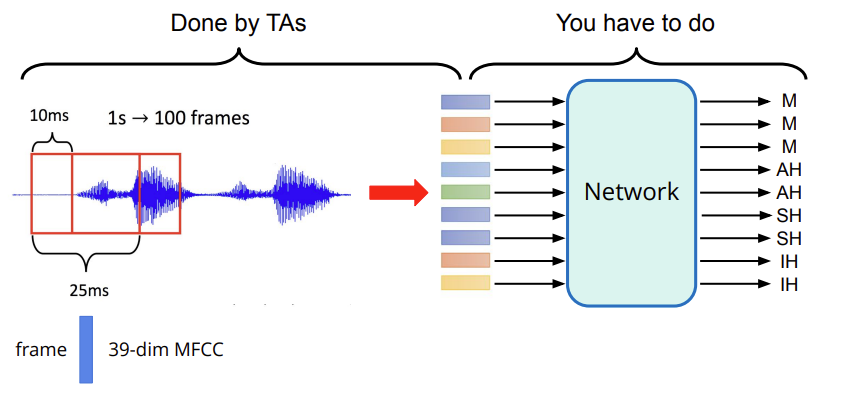 Done by TAs
You have to do
10ms
1s → 100 frames
25ms
frame
39-dim MFCC
Network
M
M
M
AH
AH
SH
SH
IH
IH